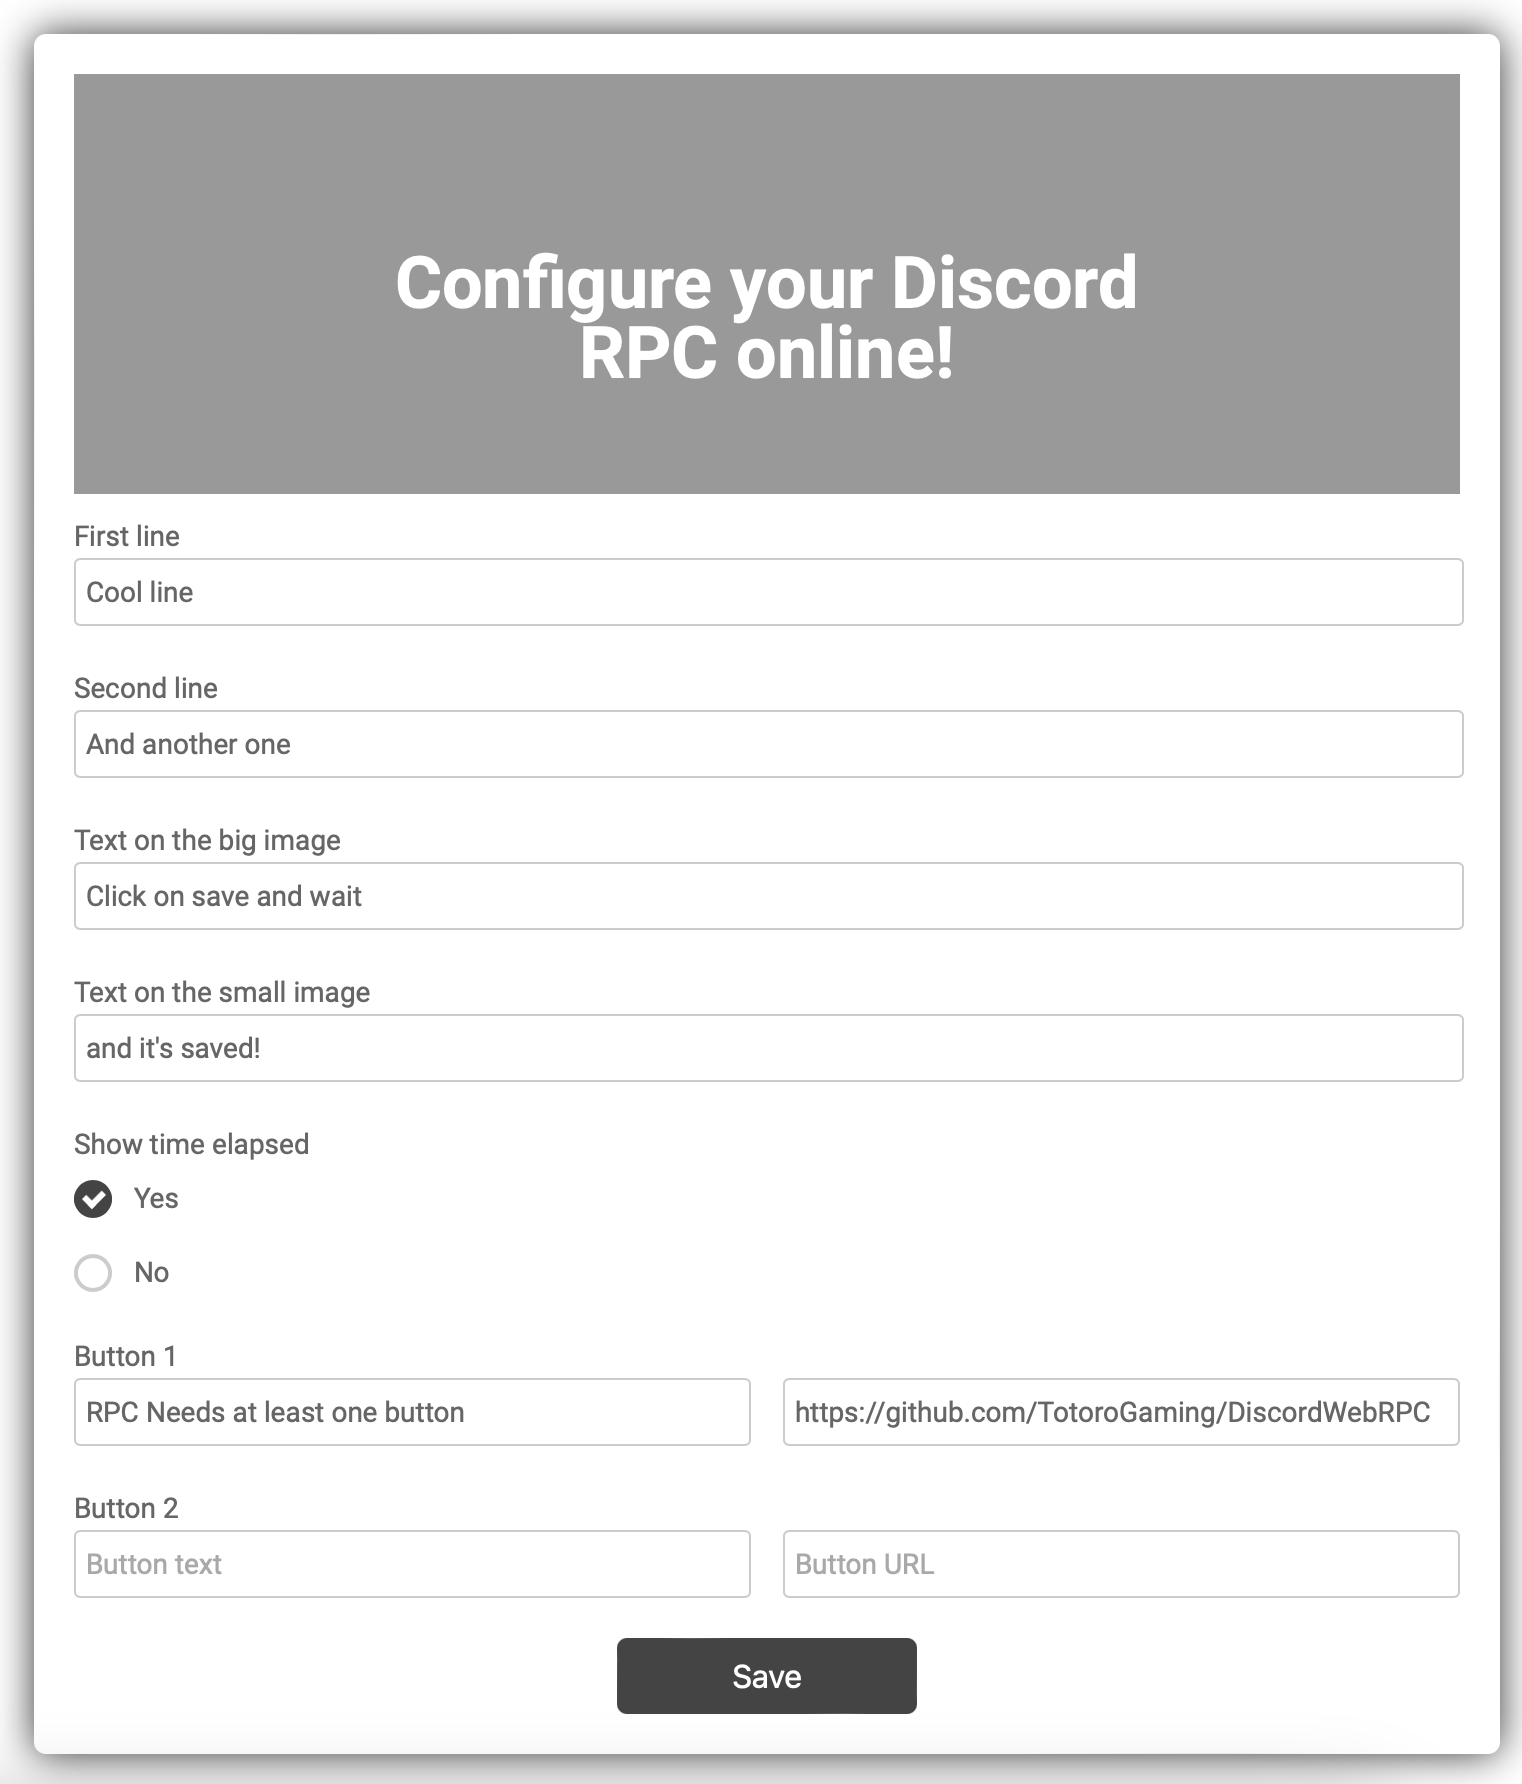 Configure your Discord
RPC online!
First line
Cool line
Second line
And another one
Text on the big image
Click on save and wait
Text on the small image
and it's saved!
Show time elapsed
Yes
No
Button 1
RPC Needs at least one button
https://github.com/TotoroGaming/DiscordWebRPC
Button 2
Button text
Button URL
Save